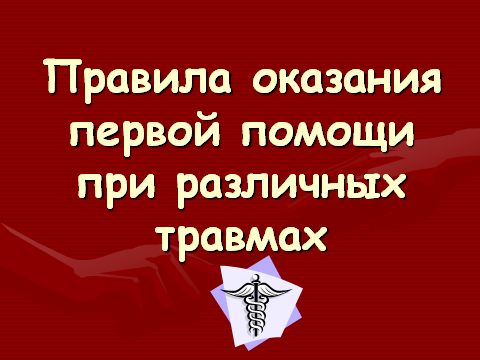 Правила оказания
первой помощи
при различных
травмах